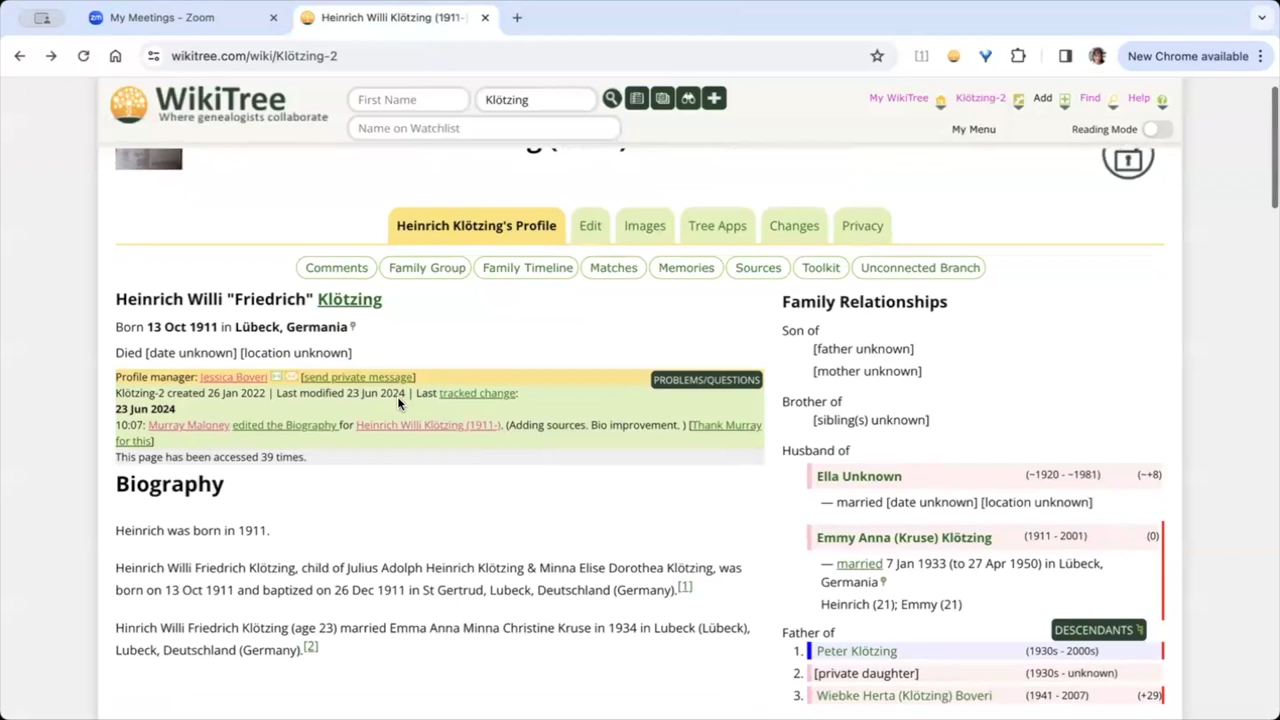 My Meetings - Zoom
Heinrich Willi Klötzing (1911-
wikitree.com/wiki/Klötzing-2
New Chrome available
WikiTree
Where genealogists collaborate
First Name
Klötzing
Name on Watchlist
My WikiTree Klötzing-2 Add Find Help
My Menu
Reading Mode
Heinrich Klötzing's Profile Edit Images Tree Apps Changes Privacy
Comments Family Group Family Timeline Matches Memories Sources Toolkit Unconnected Branch
Heinrich Willi "Friedrich" Klötzing
Born 13 Oct 1911 in Lübeck, Germania
Died [date unknown] [location unknown]
Profile manager: Jessica Boveri [send private message]
PROBLEMS/QUESTIONS
Klötzing-2 created 26 Jan 2022 | Last modified 23 Jun 2024 | Last tracked change:
23 Jun 2024
10:07: Murray Maloney edited the Biography for Heinrich Willi Klötzing (1911-). (Adding sources. Bio improvement. ) [Thank Murray
for this]
This page has been accessed 39 times.
Biography
Heinrich was born in 1911.
Heinrich Willi Friedrich Klötzing, child of Julius Adolph Heinrich Klötzing & Minna Elise Dorothea Klötzing, was
born on 13 Oct 1911 and baptized on 26 Dec 1911 in St Gertrud, Lubeck, Deutschland (Germany).[1]
Hinrich Willi Friedrich Klötzing (age 23) married Emma Anna Minna Christine Kruse in 1934 in Lubeck (Lübeck),
Lubeck, Deutschland (Germany).[2]
Family Relationships
Son of
[father unknown]
[mother unknown]
Brother of
[sibling(s) unknown]
Husband of
Ella Unknown (~1920 - ~1981) (~+8)
— married [date unknown] [location unknown]
Emmy Anna (Kruse) Klötzing (1911 - 2001) (0)
— married 7 Jan 1933 (to 27 Apr 1950) in Lübeck,
Germania
Heinrich (21); Emmy (21)
DESCENDANTS
Father of
1. Peter Klötzing (1930s - 2000s)
2. [private daughter] (1930s - unknown)
3. Wiebke Herta (Klötzing) Boveri (1941 - 2007) (+29)